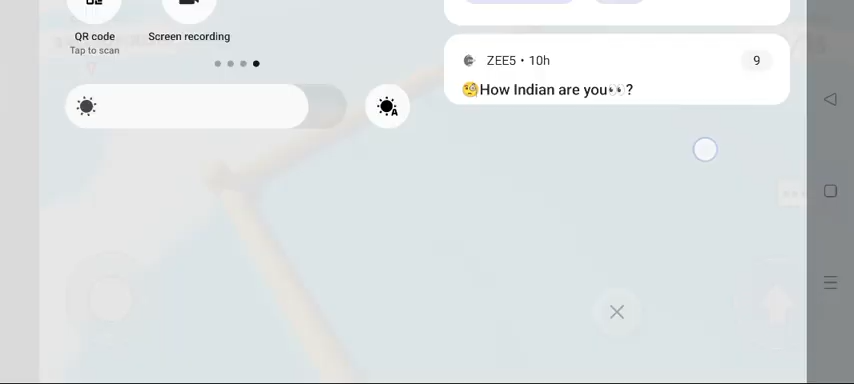 QR code
Tap to scan
Screen recording
ZEE5 • 10h
9
🧐How Indian are you👀?
A